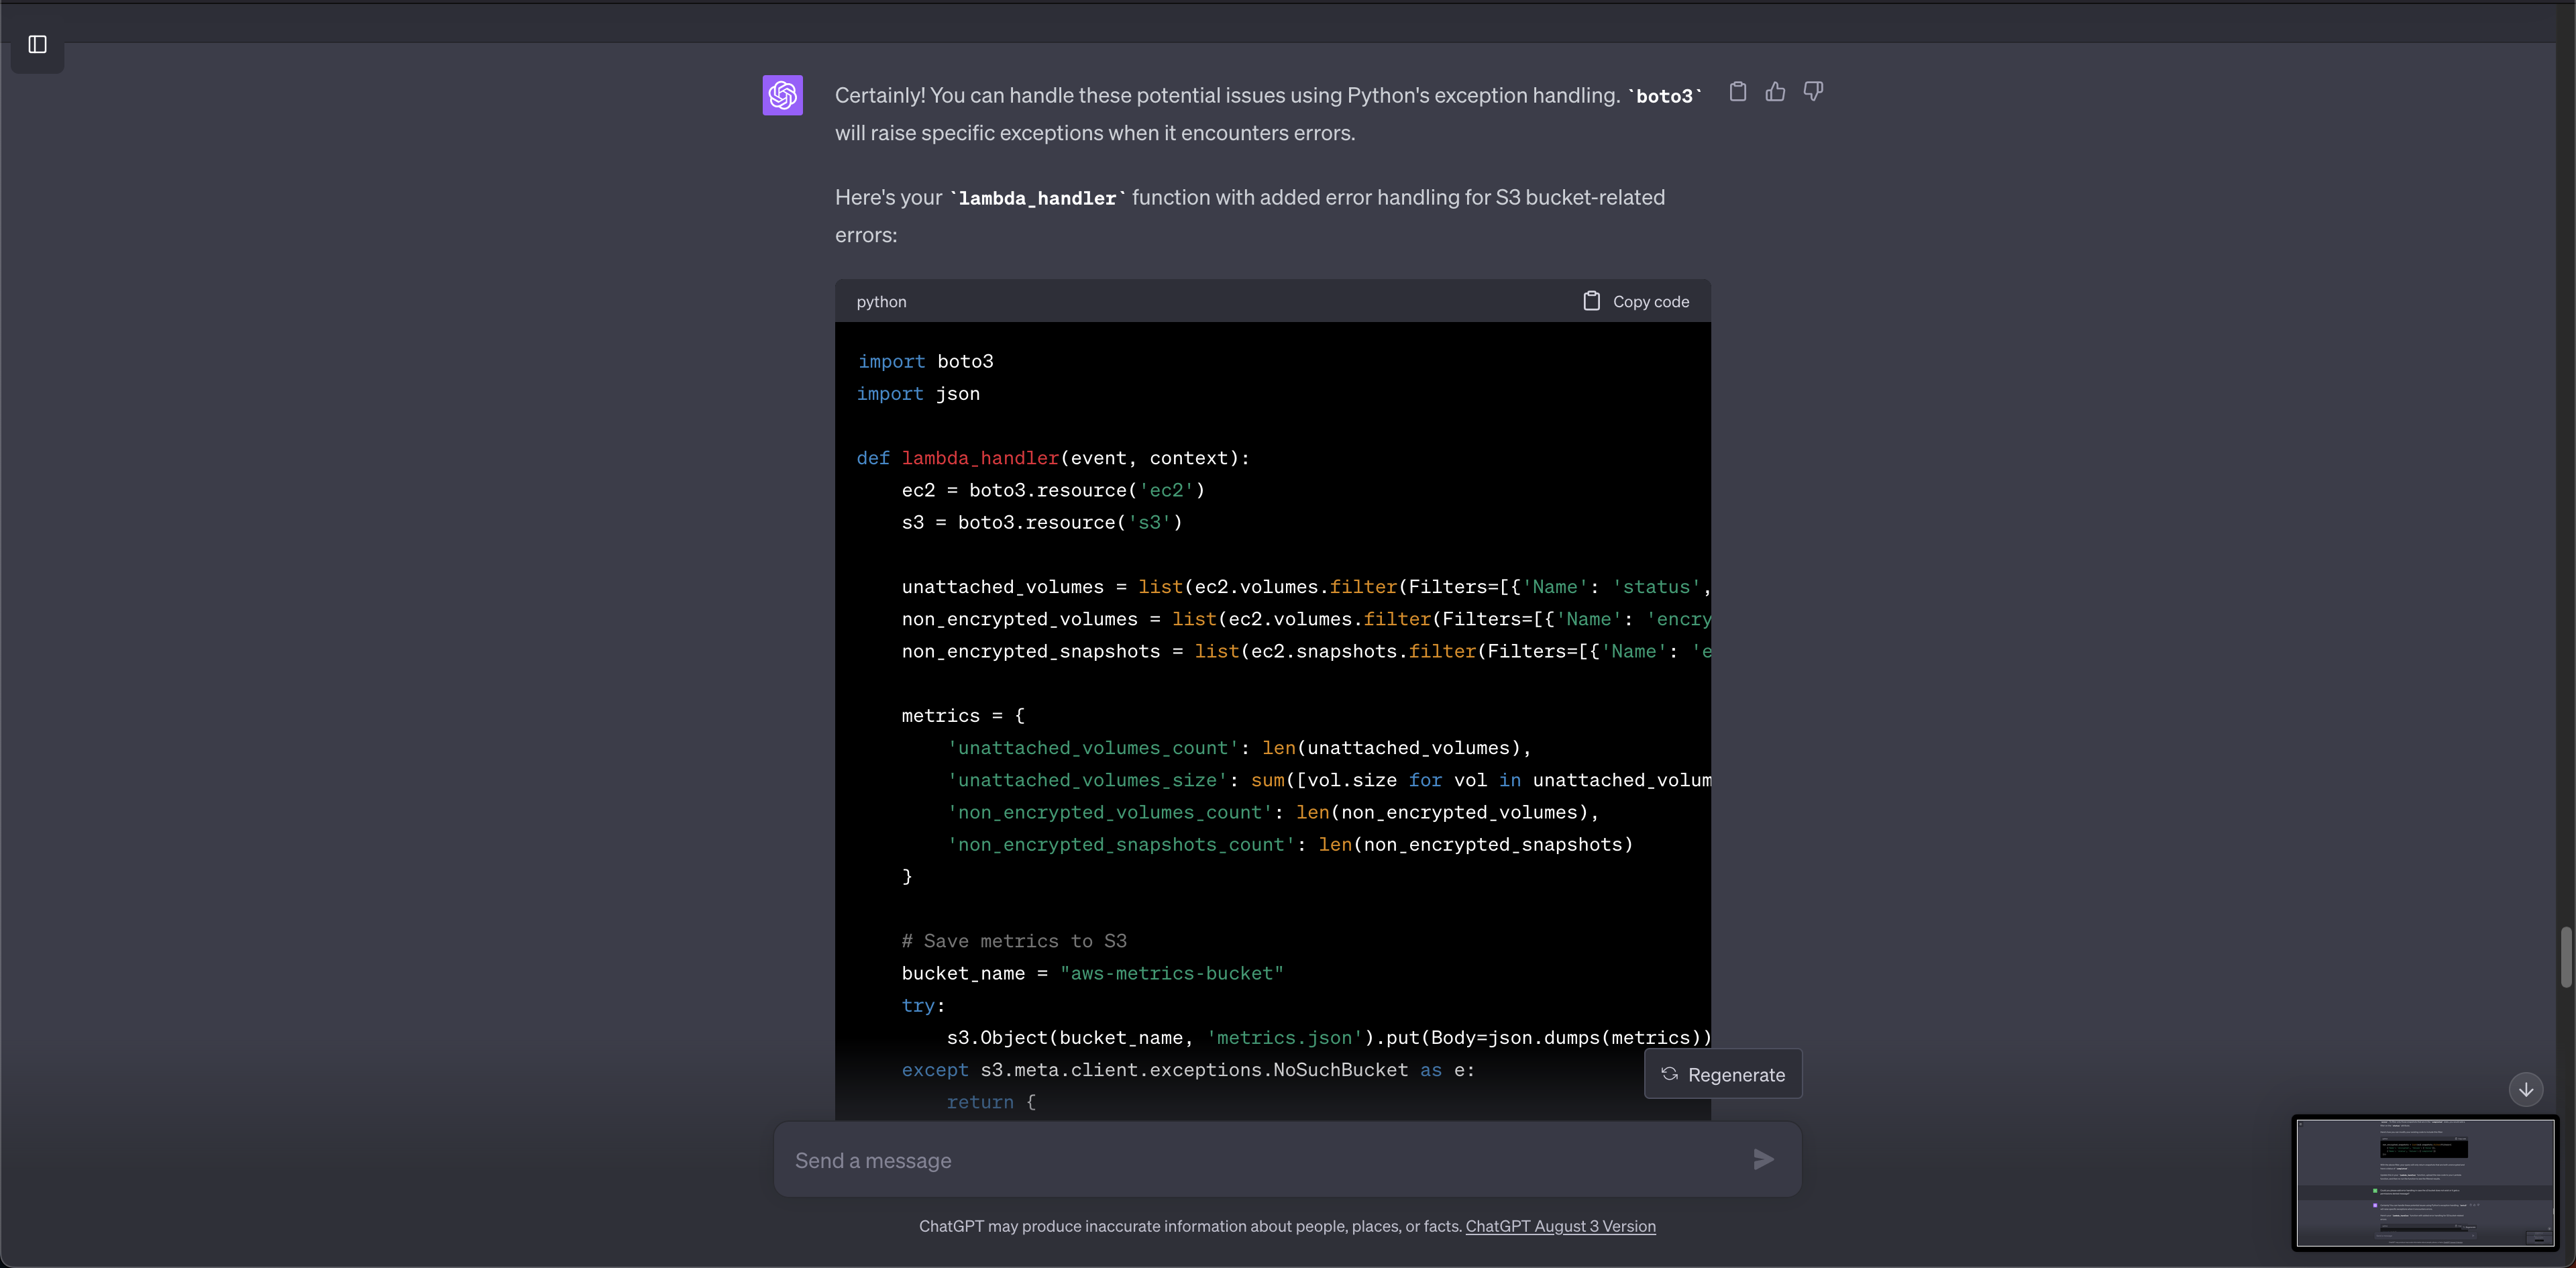 Certainly! You can handle these potential issues using Python's exception handling. `boto3`
will raise specific exceptions when it encounters errors.
Here's your `lambda_handler` function with added error handling for S3 bucket-related
errors:
python
Copy code
import boto3
import json
def lambda_handler(event, context):
    ec2 = boto3.resource('ec2')
    s3 = boto3.resource('s3')
    unattached_volumes = list(ec2.volumes.filter(Filters=[{'Name': 'status',
    non_encrypted_volumes = list(ec2.volumes.filter(Filters=[{'Name': 'encry
    non_encrypted_snapshots = list(ec2.snapshots.filter(Filters=[{'Name': 'e
    metrics = {
        'unattached_volumes_count': len(unattached_volumes),
        'unattached_volumes_size': sum([vol.size for vol in unattached_volum
        'non_encrypted_volumes_count': len(non_encrypted_volumes),
        'non_encrypted_snapshots_count': len(non_encrypted_snapshots)
    }
    # Save metrics to S3
    bucket_name = "aws-metrics-bucket"
    try:
        s3.Object(bucket_name, 'metrics.json').put(Body=json.dumps(metrics))
    except s3.meta.client.exceptions.NoSuchBucket as e:
        return {
Regenerate
Send a message
ChatGPT may produce inaccurate information about people, places, or facts. ChatGPT August 3 Version